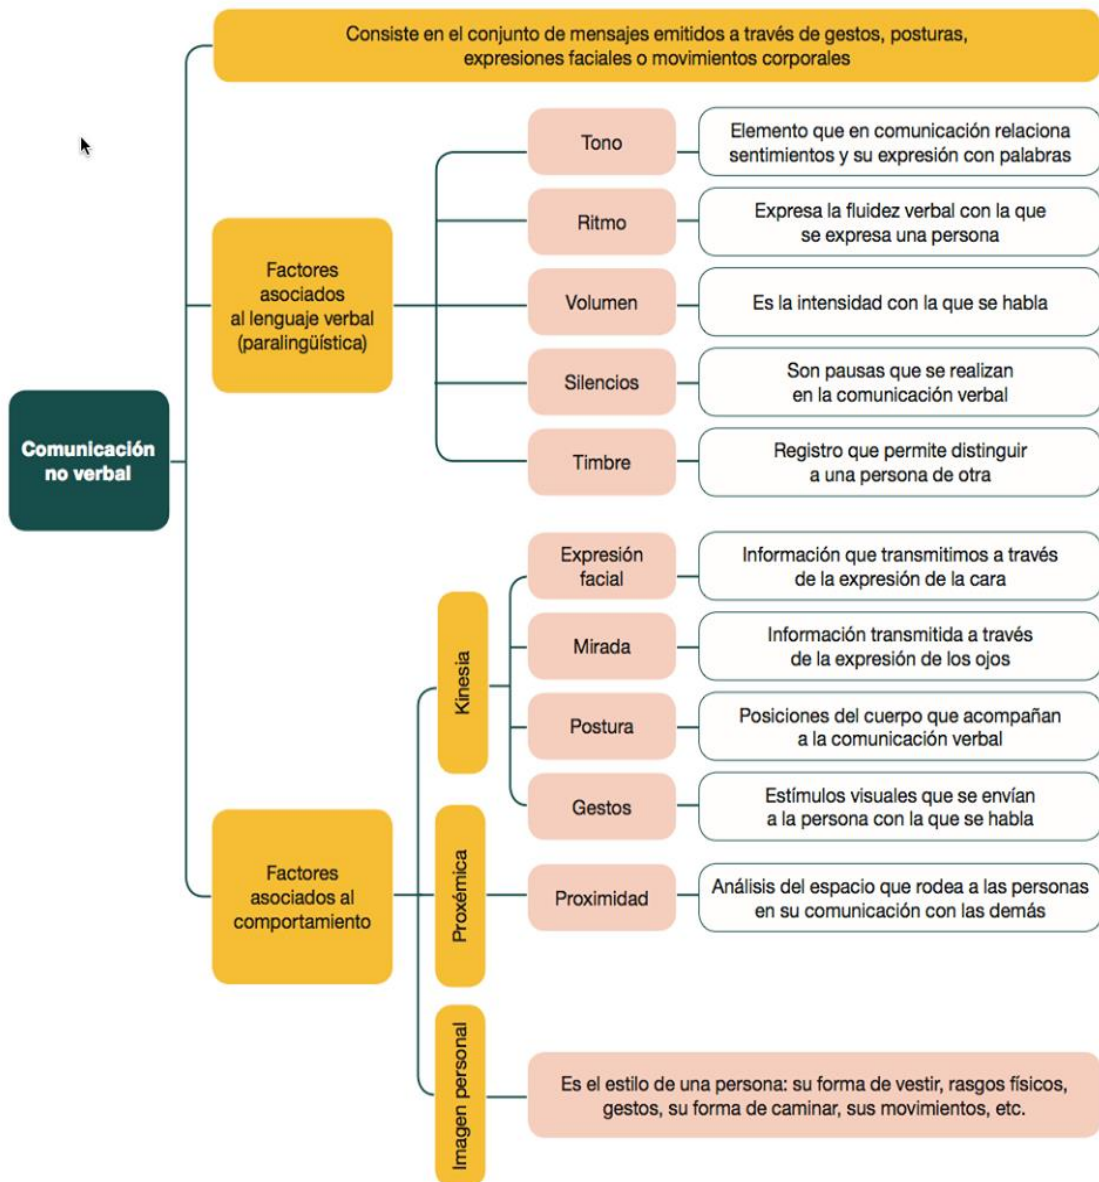 Consiste en el conjunto de mensajes emitidos a través de gestos, posturas,
expresiones faciales o movimientos corporales
Comunicación
no verbal
Factores
asociados
al lenguaje verbal
(paralingüística)
Tono
Elemento que en comunicación relaciona
sentimientos y su expresión con palabras
Ritmo
Expresa la fluidez verbal con la que
se expresa una persona
Volumen
Es la intensidad con la que se habla
Silencios
Son pausas que se realizan
en la comunicación verbal
Timbre
Registro que permite distinguir
a una persona de otra
Factores
asociados al
comportamiento
Kinesia
Expresión
facial
Información que transmitimos a través
de la expresión de la cara
Mirada
Información transmitida a través
de la expresión de los ojos
Postura
Posiciones del cuerpo que acompañan
a la comunicación verbal
Gestos
Estímulos visuales que se envían
a la persona con la que se habla
Proxémica
Proximidad
Análisis del espacio que rodea a las personas
en su comunicación con las demás
Imagen personal
Es el estilo de una persona: su forma de vestir, rasgos físicos,
gestos, su forma de caminar, sus movimientos, etc.